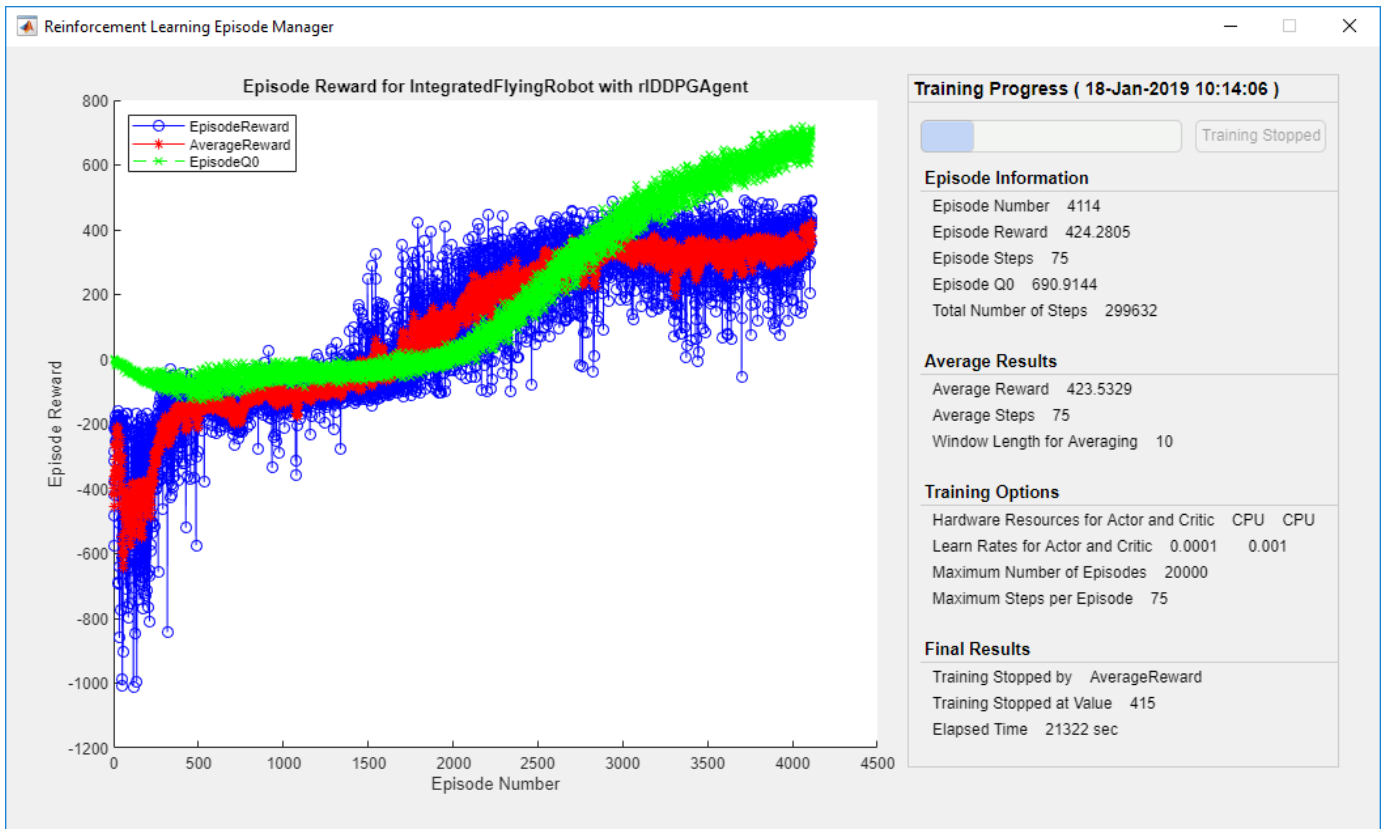 Reinforcement Learning Episode Manager
Episode Reward for IntegratedFlyingRobot with rlDDPGAgent
800
600
400
200
0
-200
-400
-600
-800
-1000
-1200
Episode Reward
EpisodeReward
AverageReward
EpisodeQ0
0 500 1000 1500 2000 2500 3000 3500 4000 4500
Episode Number
Training Progress ( 18-Jan-2019 10:14:06 )
Training Stopped
Episode Information
Episode Number 4114
Episode Reward 424.2805
Episode Steps 75
Episode Q0 690.9144
Total Number of Steps 299632
Average Results
Average Reward 423.5329
Average Steps 75
Window Length for Averaging 10
Training Options
Hardware Resources for Actor and Critic CPU CPU
Learn Rates for Actor and Critic 0.0001 0.001
Maximum Number of Episodes 20000
Maximum Steps per Episode 75
Final Results
Training Stopped by AverageReward
Training Stopped at Value 415
Elapsed Time 21322 sec